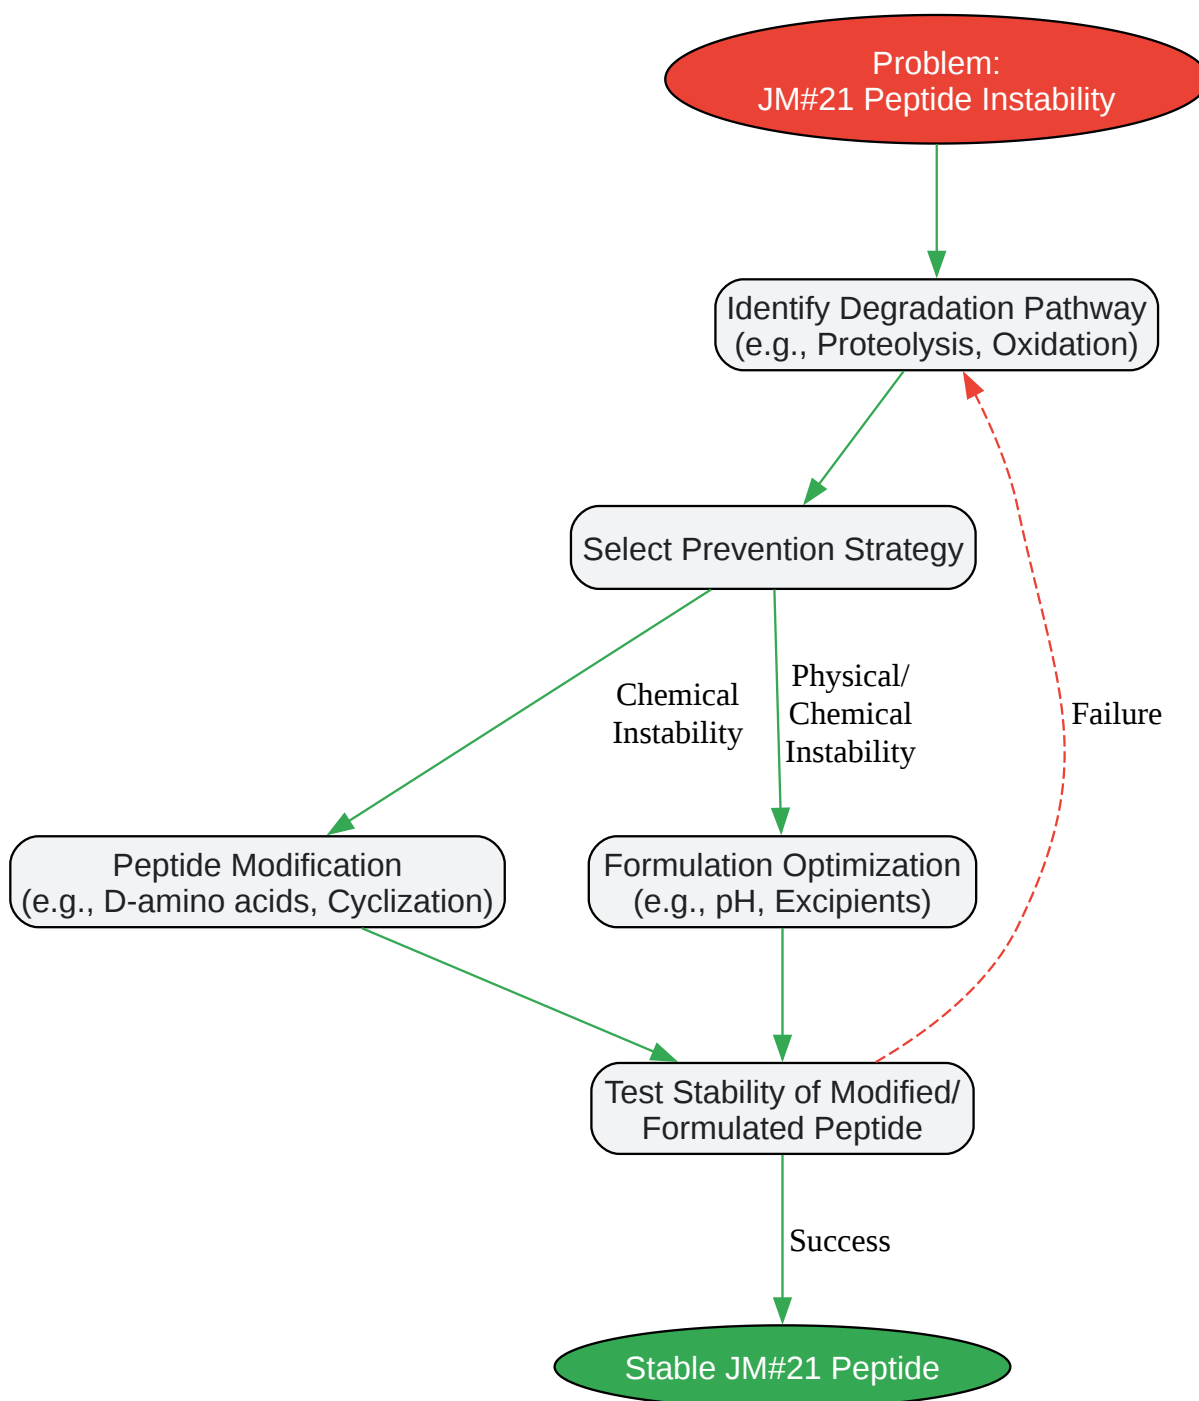 Problem:
JM#21 Peptide Instability
Identify Degradation Pathway
(e.g., Proteolysis, Oxidation)
Select Prevention Strategy
Chemical
Instability
Physical/
Chemical
Instability
Failure
Peptide Modification
(e.g., D-amino acids, Cyclization)
Formulation Optimization
(e.g., pH, Excipients)
Test Stability of Modified/
Formulated Peptide
Success
Stable JM#21 Peptide